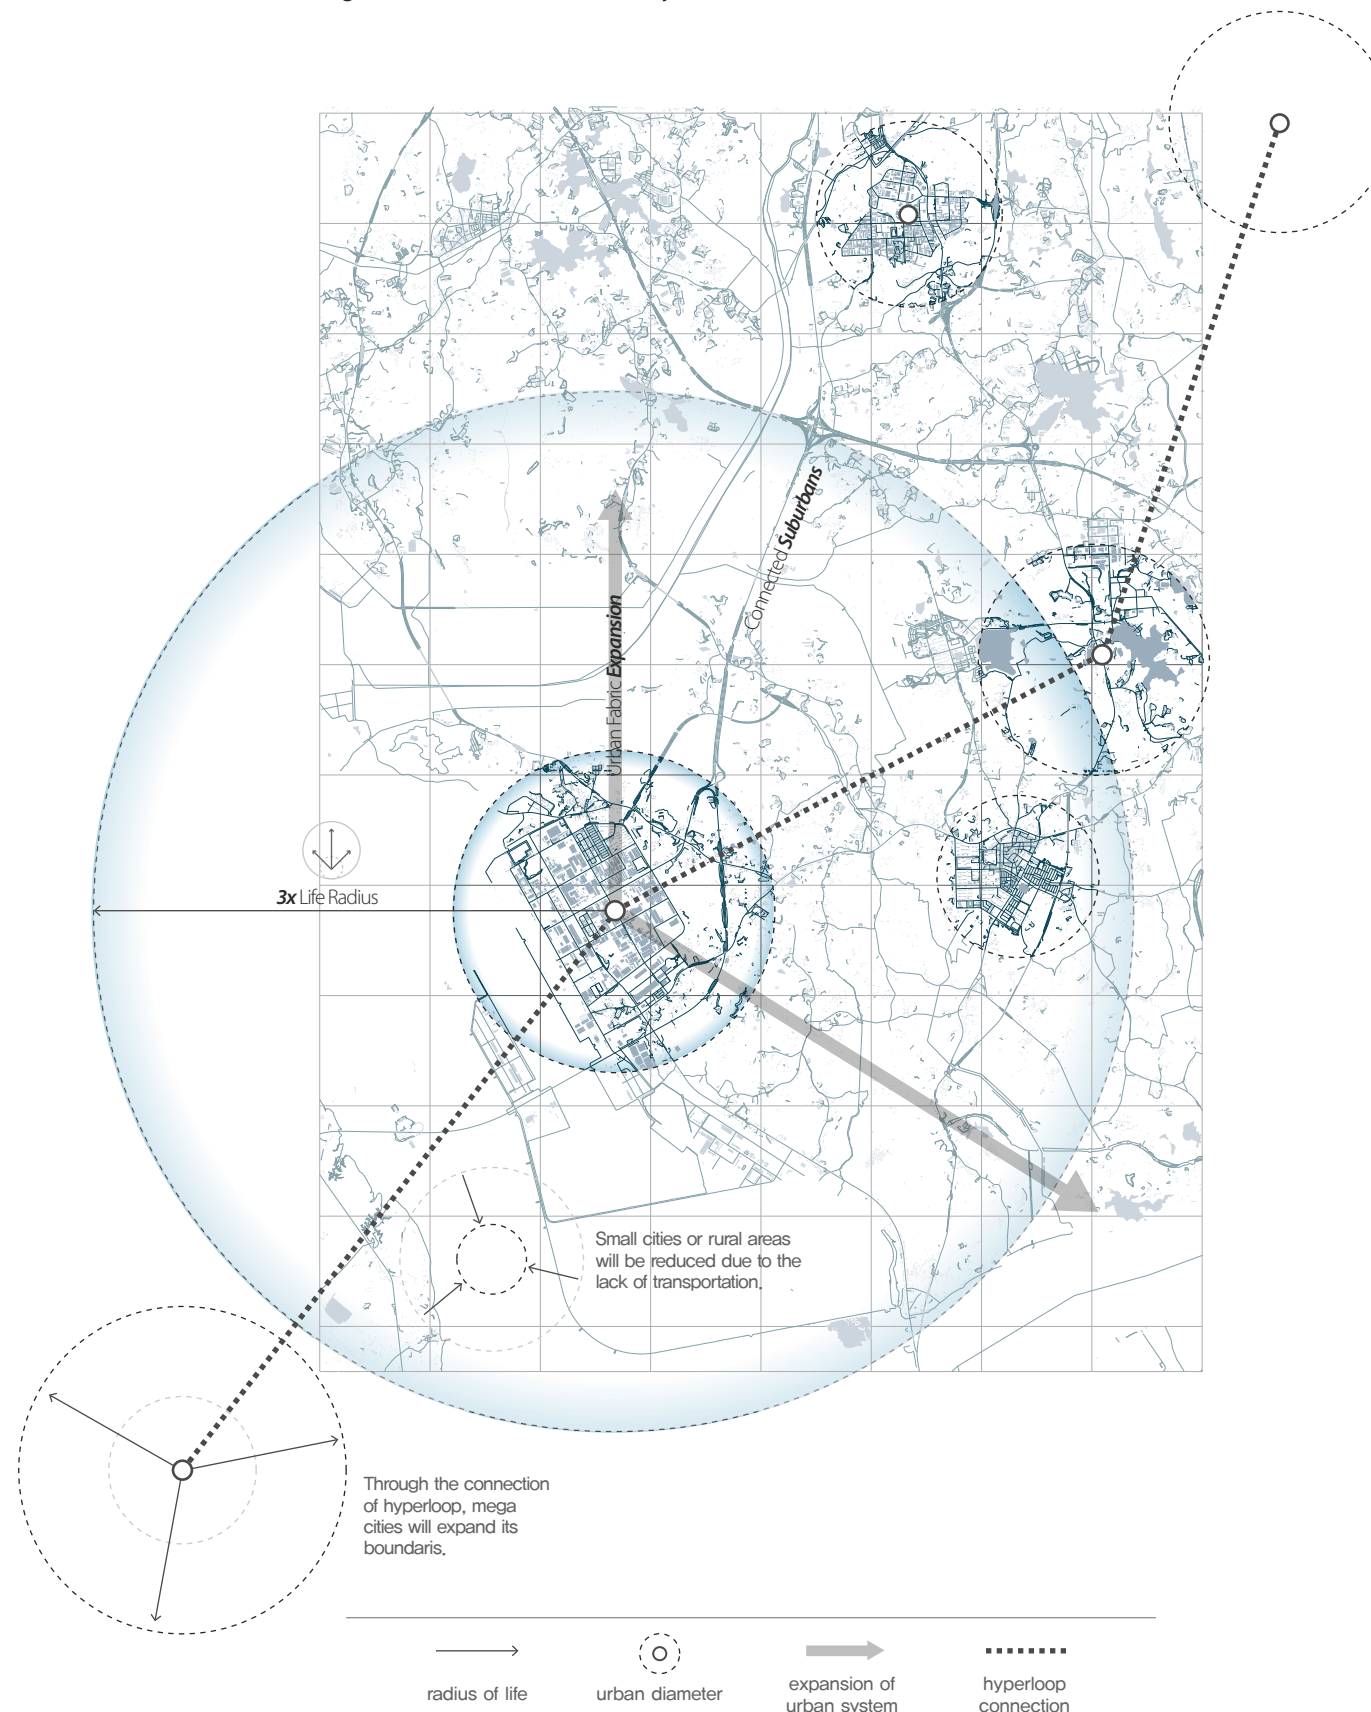 Connected Suburbans
Urban Fabric Expansion
3x Life Radius
Small cities or rural areas
will be reduced due to the
lack of transportation.
Through the connection
of hyperloop, mega
cities will expand its
boundaris.
radius of life
urban diameter
expansion of
urban system
hyperloop
connection